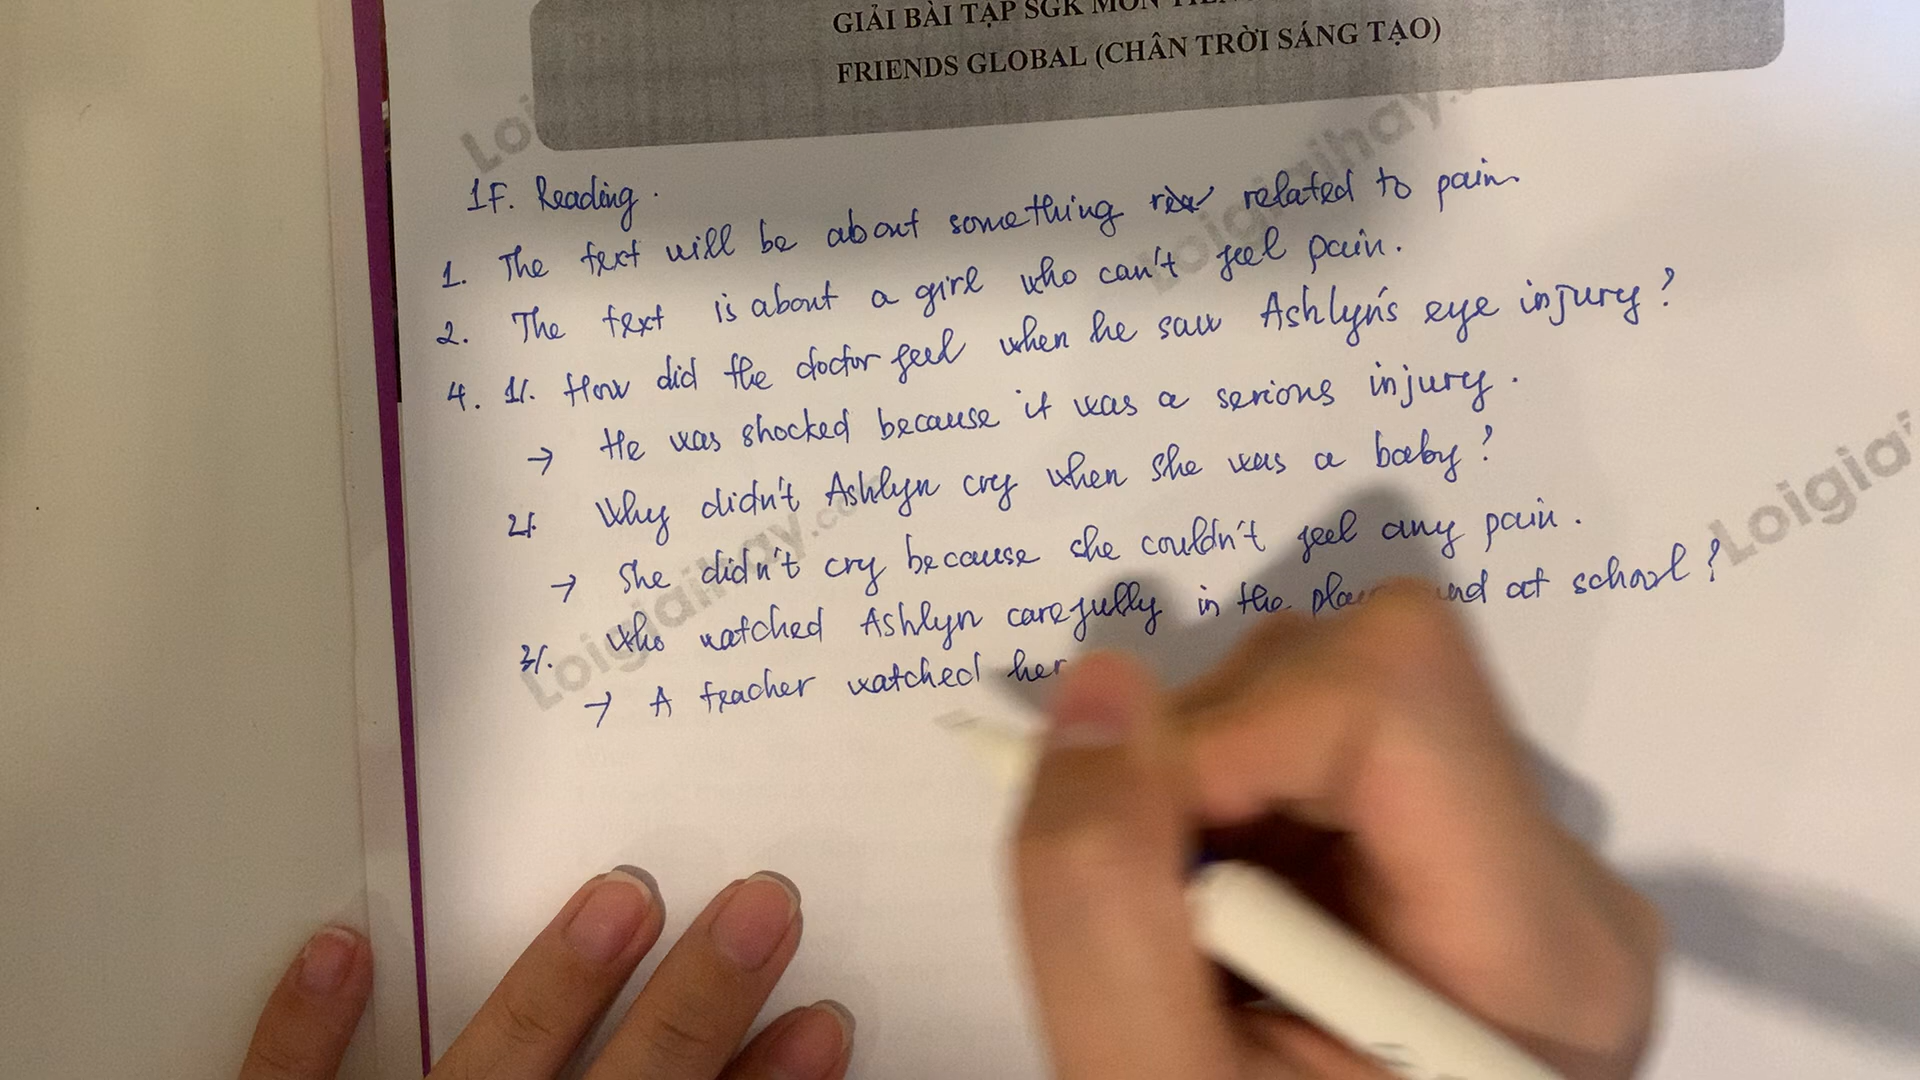 GIẢI BÀI TẬP SGK MÔN
FRIENDS GLOBAL (CHÂN TRỜI SÁNG TẠO)
1F. Reading.
1. The text will be about something related to pain.
2. The text is about a girl who can't feel pain.
4. 1/. How did the doctor feel when he saw Ashlyn's eye injury?
→ He was shocked because it was a serious injury.
2/. Why didn't Ashlyn cry when she was a baby?
→ She didn't cry because she couldn't feel any pain.
3/. Who watched Ashlyn carefully in the at school?
→ A teacher watched her
Loigiaihay.com
Loigiaihay